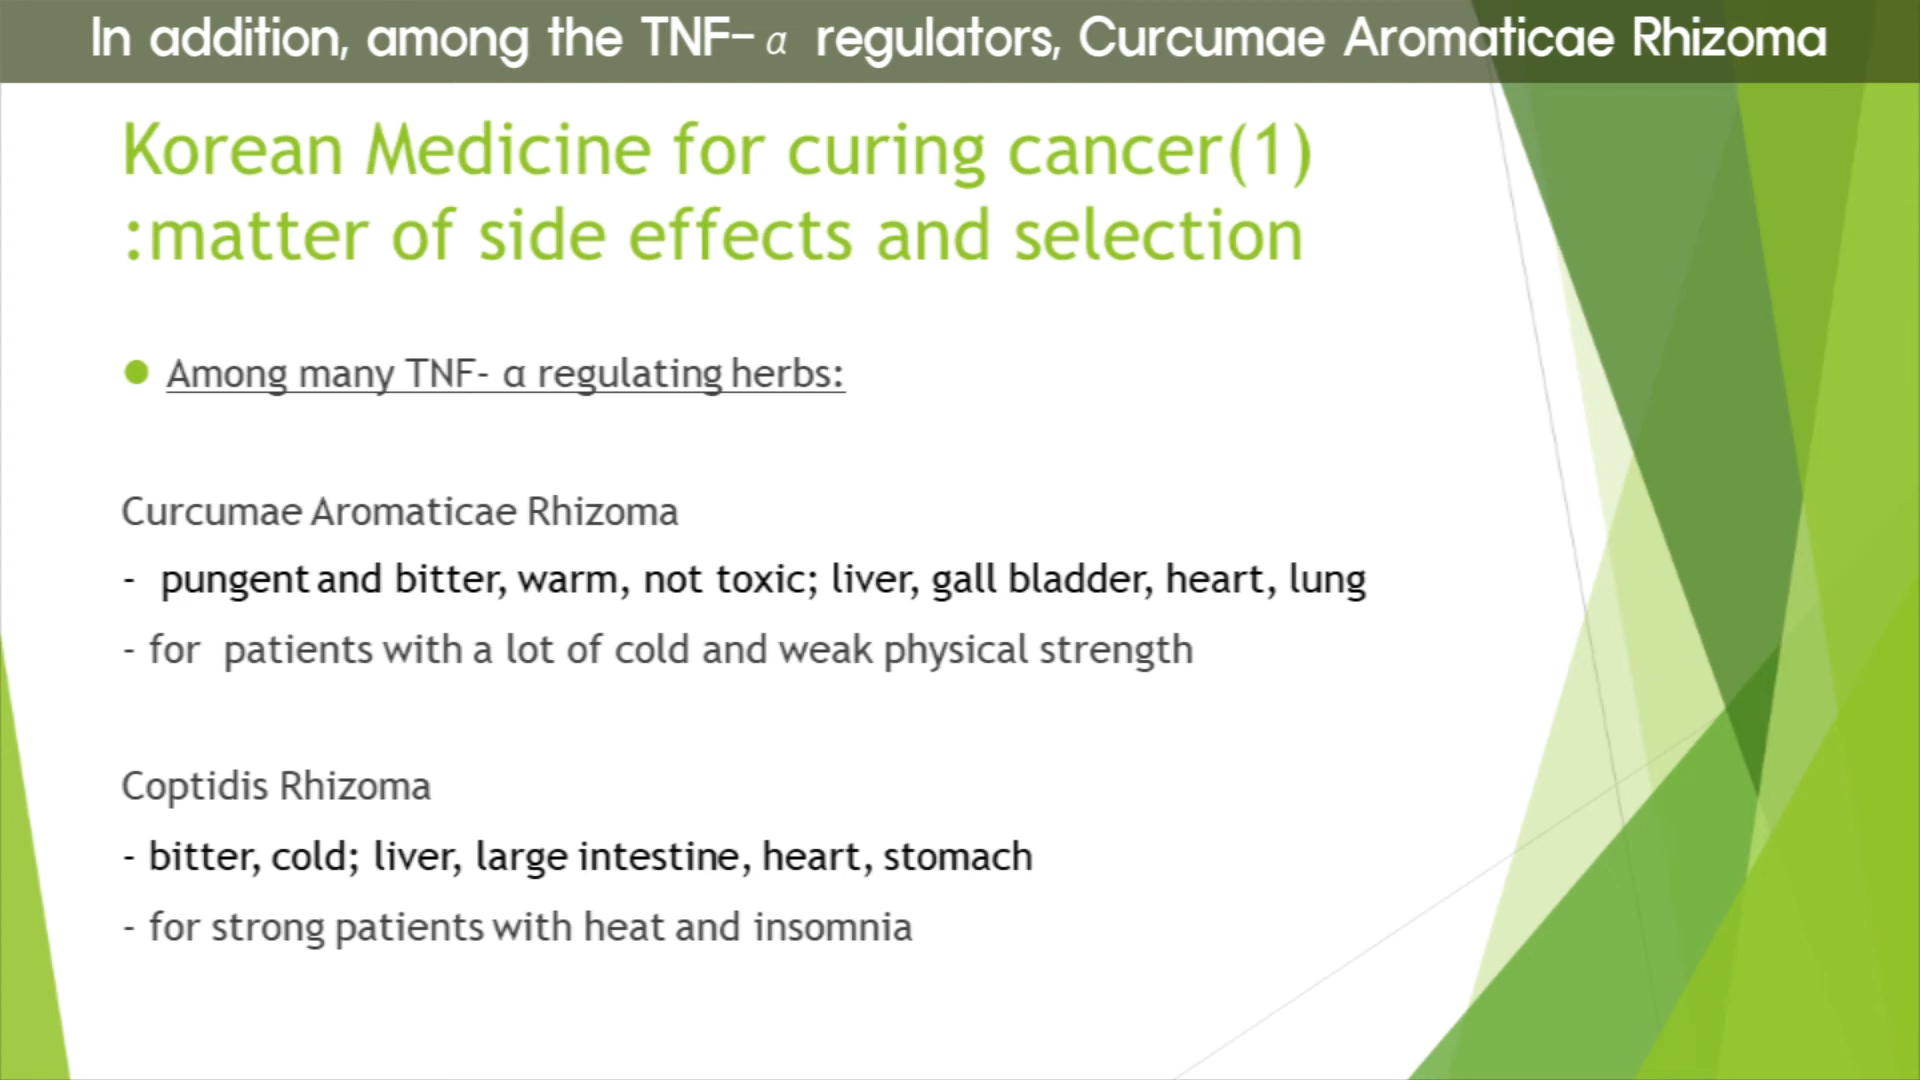 In addition, among the TNF-α regulators, Curcumae Aromaticae Rhizoma
Korean Medicine for curing cancer(1)
:matter of side effects and selection
Among many TNF- α regulating herbs:
Curcumae Aromaticae Rhizoma
- pungent and bitter, warm, not toxic; liver, gall bladder, heart, lung
- for patients with a lot of cold and weak physical strength
Coptidis Rhizoma
- bitter, cold; liver, large intestine, heart, stomach
- for strong patients with heat and insomnia